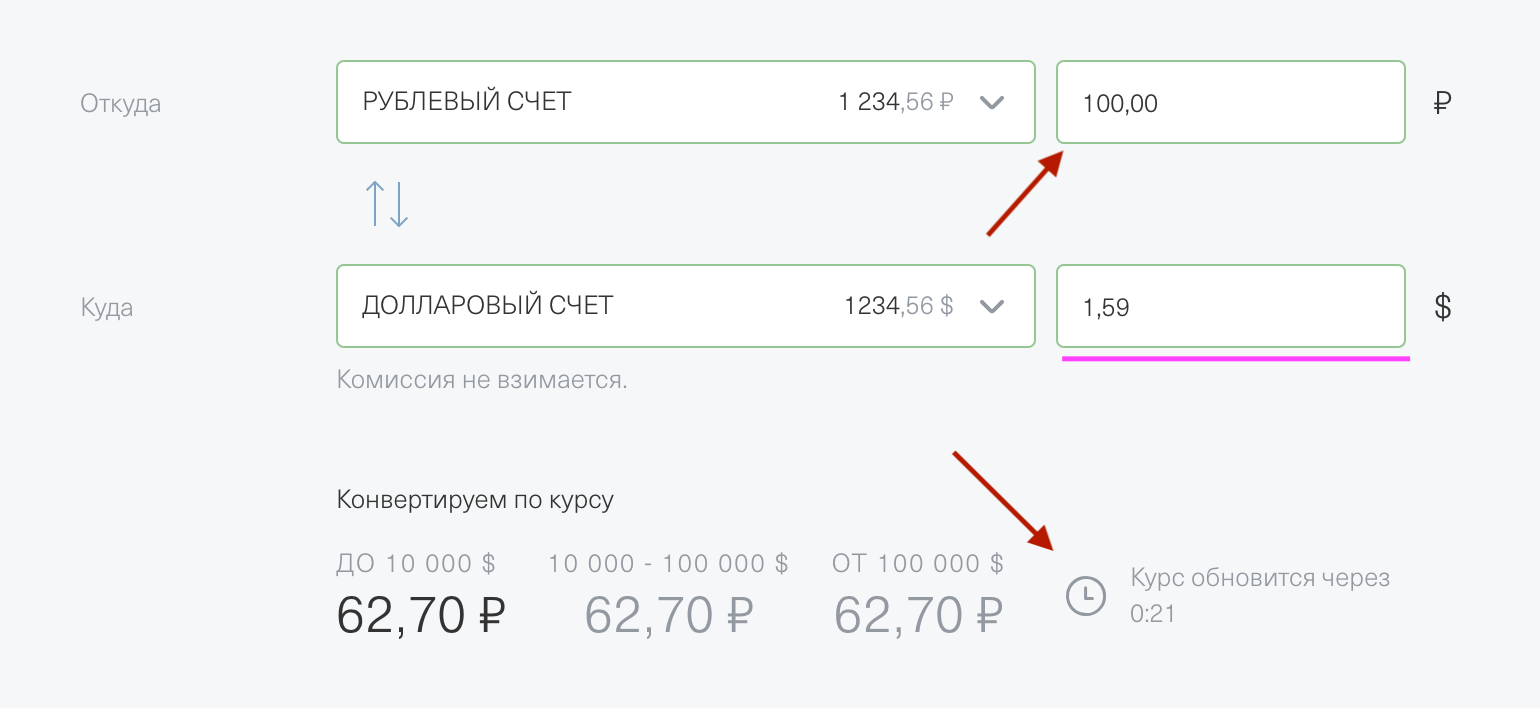 Откуда
РУБЛЕВЫЙ СЧЕТ 1 234,56 ₽
100,00 ₽
Куда
ДОЛЛАРОВЫЙ СЧЕТ 1234,56 $
1,59 $
Комиссия не взимается.
Конвертируем по курсу
ДО 10 000 $ 10 000 - 100 000 $ ОТ 100 000 $
62,70 ₽ 62,70 ₽ 62,70 ₽
Курс обновится через
0:21